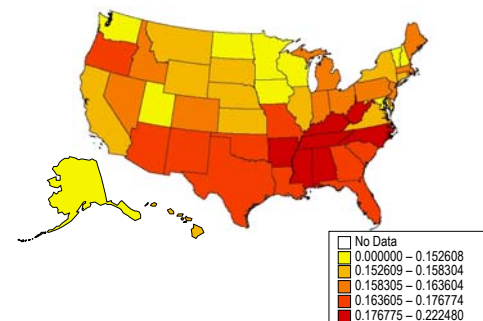 No Data
0.000000 – 0.152608
0.152609 – 0.158304
0.158305 – 0.163604
0.163605 – 0.176774
0.176775 – 0.222480